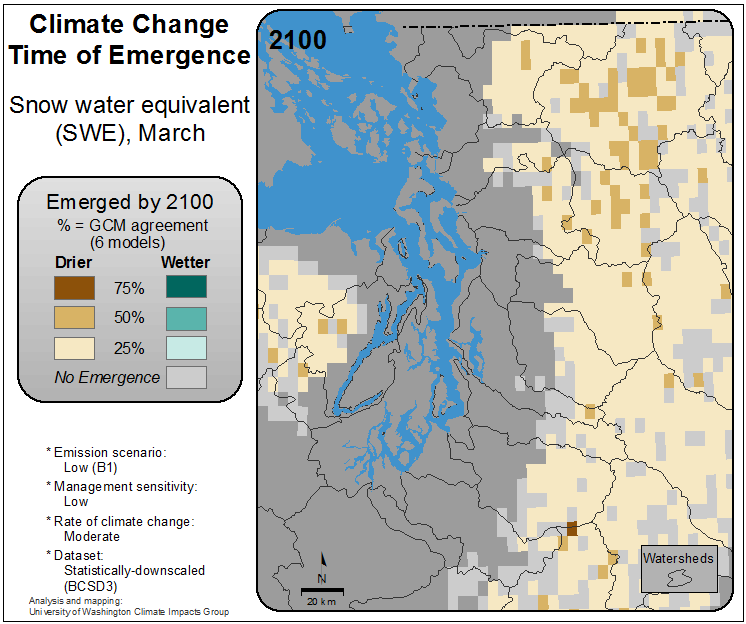 Climate Change
Time of Emergence
Snow water equivalent
(SWE), March
Emerged by 2100
% = GCM agreement
(6 models)
Drier Wetter
75%
50%
25%
No Emergence
* Emission scenario:
Low (B1)
* Management sensitivity:
Low
* Rate of climate change:
Moderate
* Dataset:
Statistically-downscaled
(BCSD3)
Analysis and mapping:
University of Washington Climate Impacts Group
2100
N
20 km
Watersheds